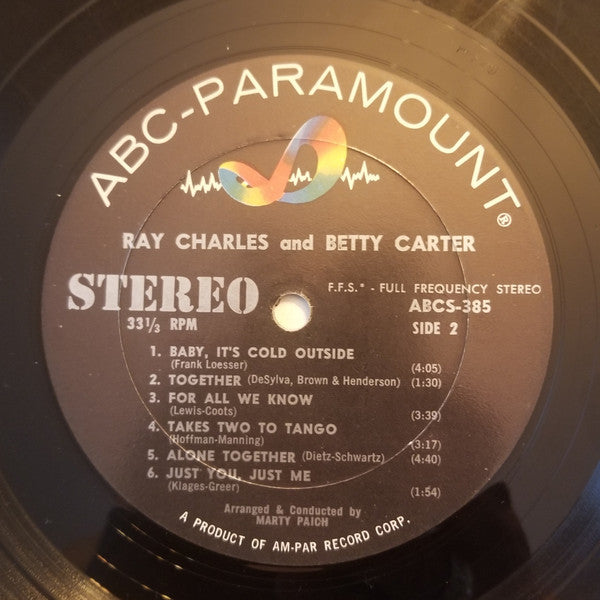 ABC-PARAMOUNT®
RAY CHARLES and BETTY CARTER
STEREO
33 1/3 RPM
F.F.S.* - FULL FREQUENCY STEREO
ABCS-385
SIDE 2
1. BABY, IT'S COLD OUTSIDE
(Frank Loesser) (4:05)
2. TOGETHER (DeSylva, Brown & Henderson) (1:30)
3. FOR ALL WE KNOW
(Lewis-Coots) (3:39)
4. TAKES TWO TO TANGO
(Hoffman-Manning) (3:17)
5. ALONE TOGETHER (Dietz-Schwartz) (4:40)
6. JUST YOU, JUST ME
(Klages-Greer) (1:54)
Arranged & Conducted by
MARTY PAICH
A PRODUCT OF AM-PAR RECORD CORP.